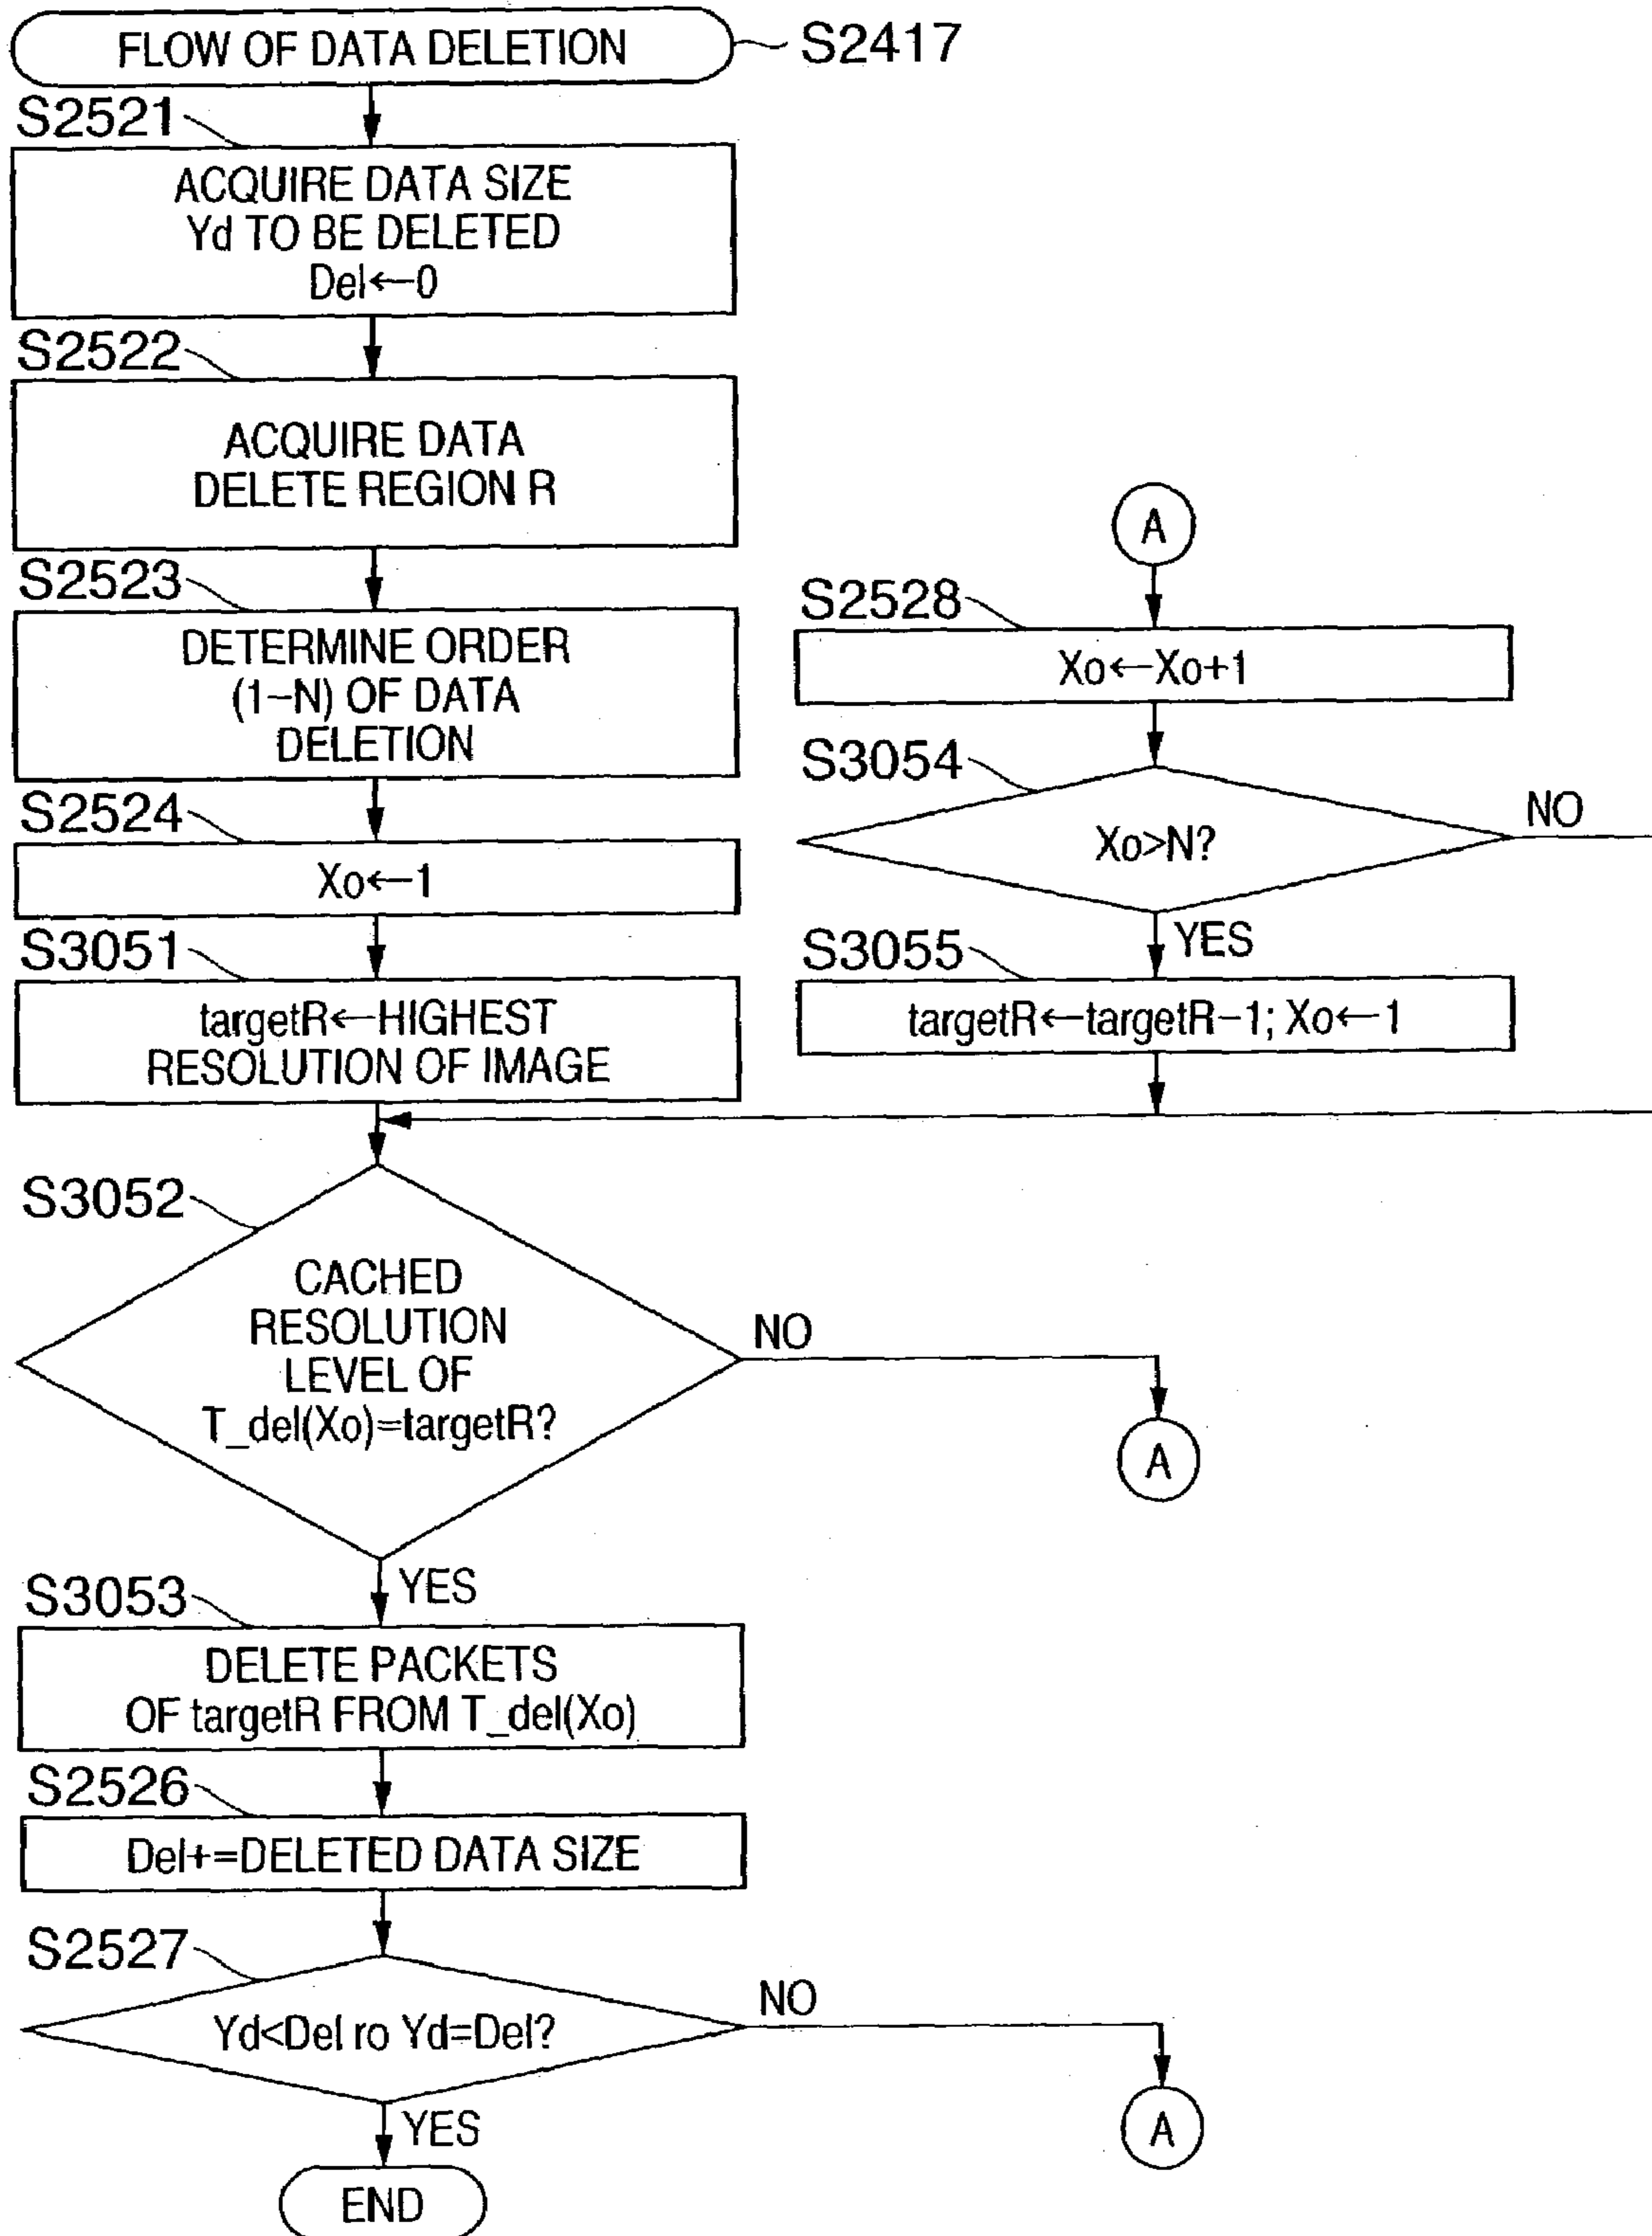 FLOW OF DATA DELETION
S2417
S2521
ACQUIRE DATA SIZE
Yd TO BE DELETED
Del←0
S2522
ACQUIRE DATA
DELETE REGION R
S2523
DETERMINE ORDER
(1-N) OF DATA
DELETION
S2524
Xo←1
S3051
targetR←HIGHEST
RESOLUTION OF IMAGE
A
S2528
Xo←Xo+1
S3054
Xo>N?
NO
YES
S3055
targetR←targetR-1; Xo←1
S3052
CACHED
RESOLUTION
LEVEL OF
T_del(Xo)=targetR?
NO
A
YES
S3053
DELETE PACKETS
OF targetR FROM T_del(Xo)
S2526
Del+=DELETED DATA SIZE
S2527
Yd<Del ro Yd=Del?
NO
A
YES
END